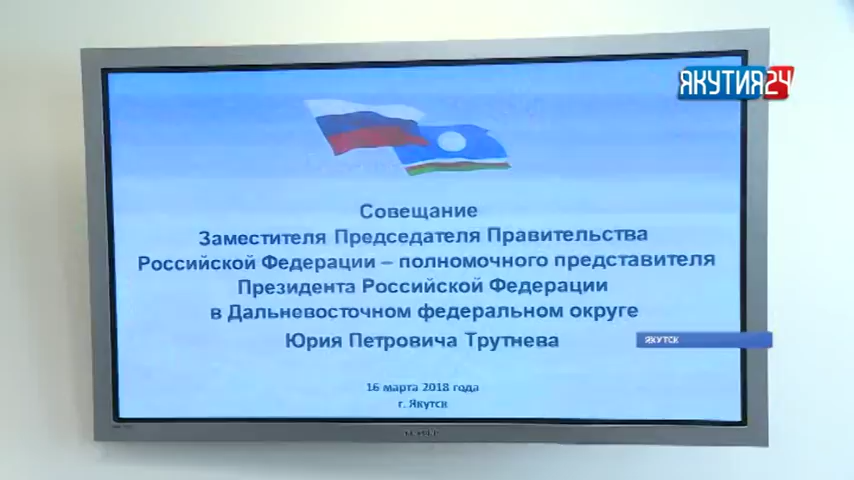 ЯКУТИЯ24
Совещание
Заместителя Председателя Правительства
Российской Федерации – полномочного представителя
Президента Российской Федерации
в Дальневосточном федеральном округе
Юрия Петровича Трутнева
ЯКУТСК
16 марта 2018 года
г. Якутск